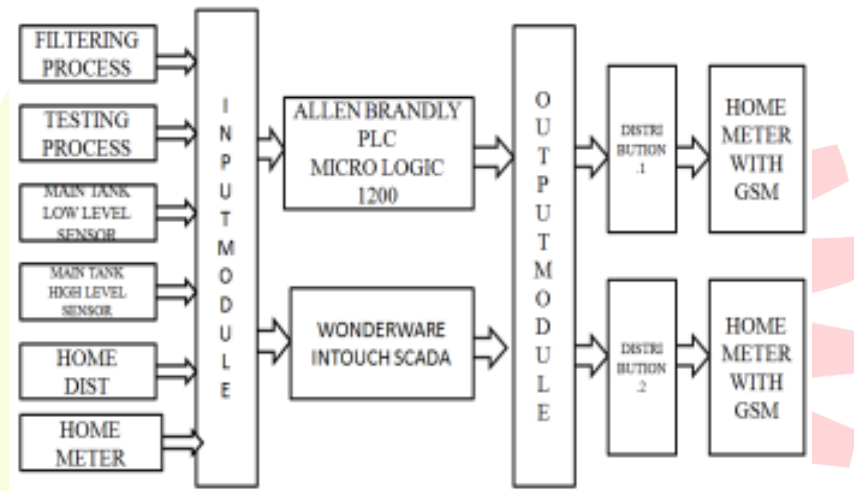 FILTERING
PROCESS
TESTING
PROCESS
MAIN TANK
LOW LEVEL
SENSOR
MAIN TANK
HIGH LEVEL
SENSOR
HOME
DIST
HOME
METER
INPUTMODULE
ALLEN BRANDLY
PLC
MICRO LOGIC
1200
WONDERWARE
INTOUCH SCADA
OUTPUTMODULE
DISTRI
BUTION
.1
HOME
METER
WITH
GSM
DISTRI
BUTION
.2
HOME
METER
WITH
GSM